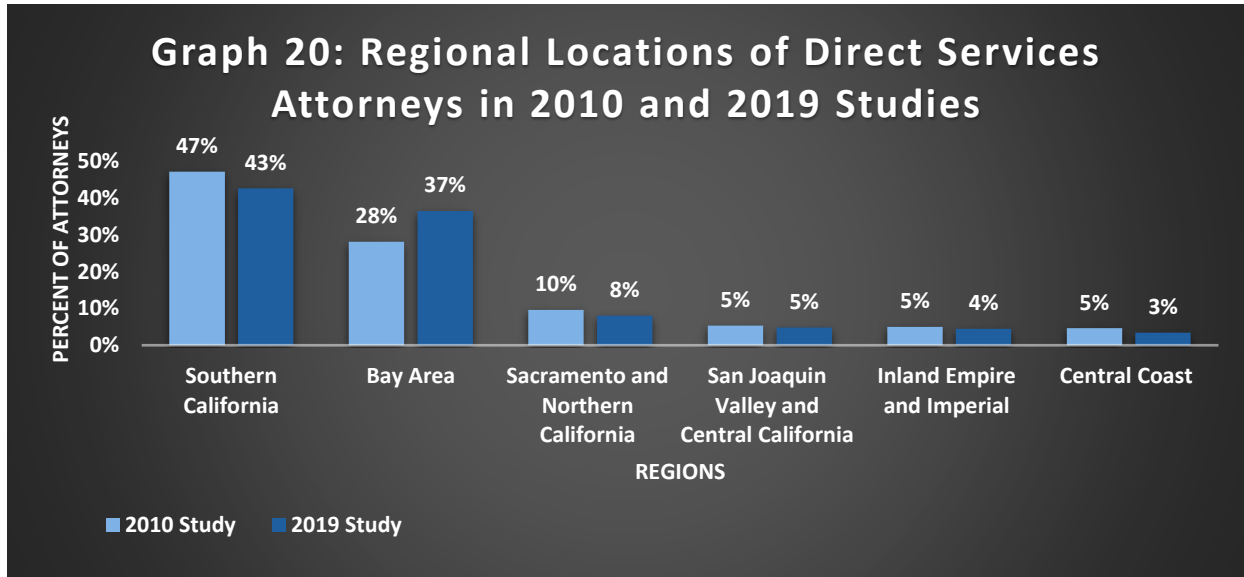 Graph 20: Regional Locations of Direct Services
Attorneys in 2010 and 2019 Studies
PERCENT OF ATTORNEYS
50%
40%
30%
20%
10%
0%
47%
43%
28%
37%
10%
8%
5%
5%
5%
4%
5%
3%
Southern
California
Bay Area
Sacramento and
Northern
California
San Joaquin
Valley and
Central California
Inland Empire
and Imperial
Central Coast
REGIONS
2010 Study
2019 Study